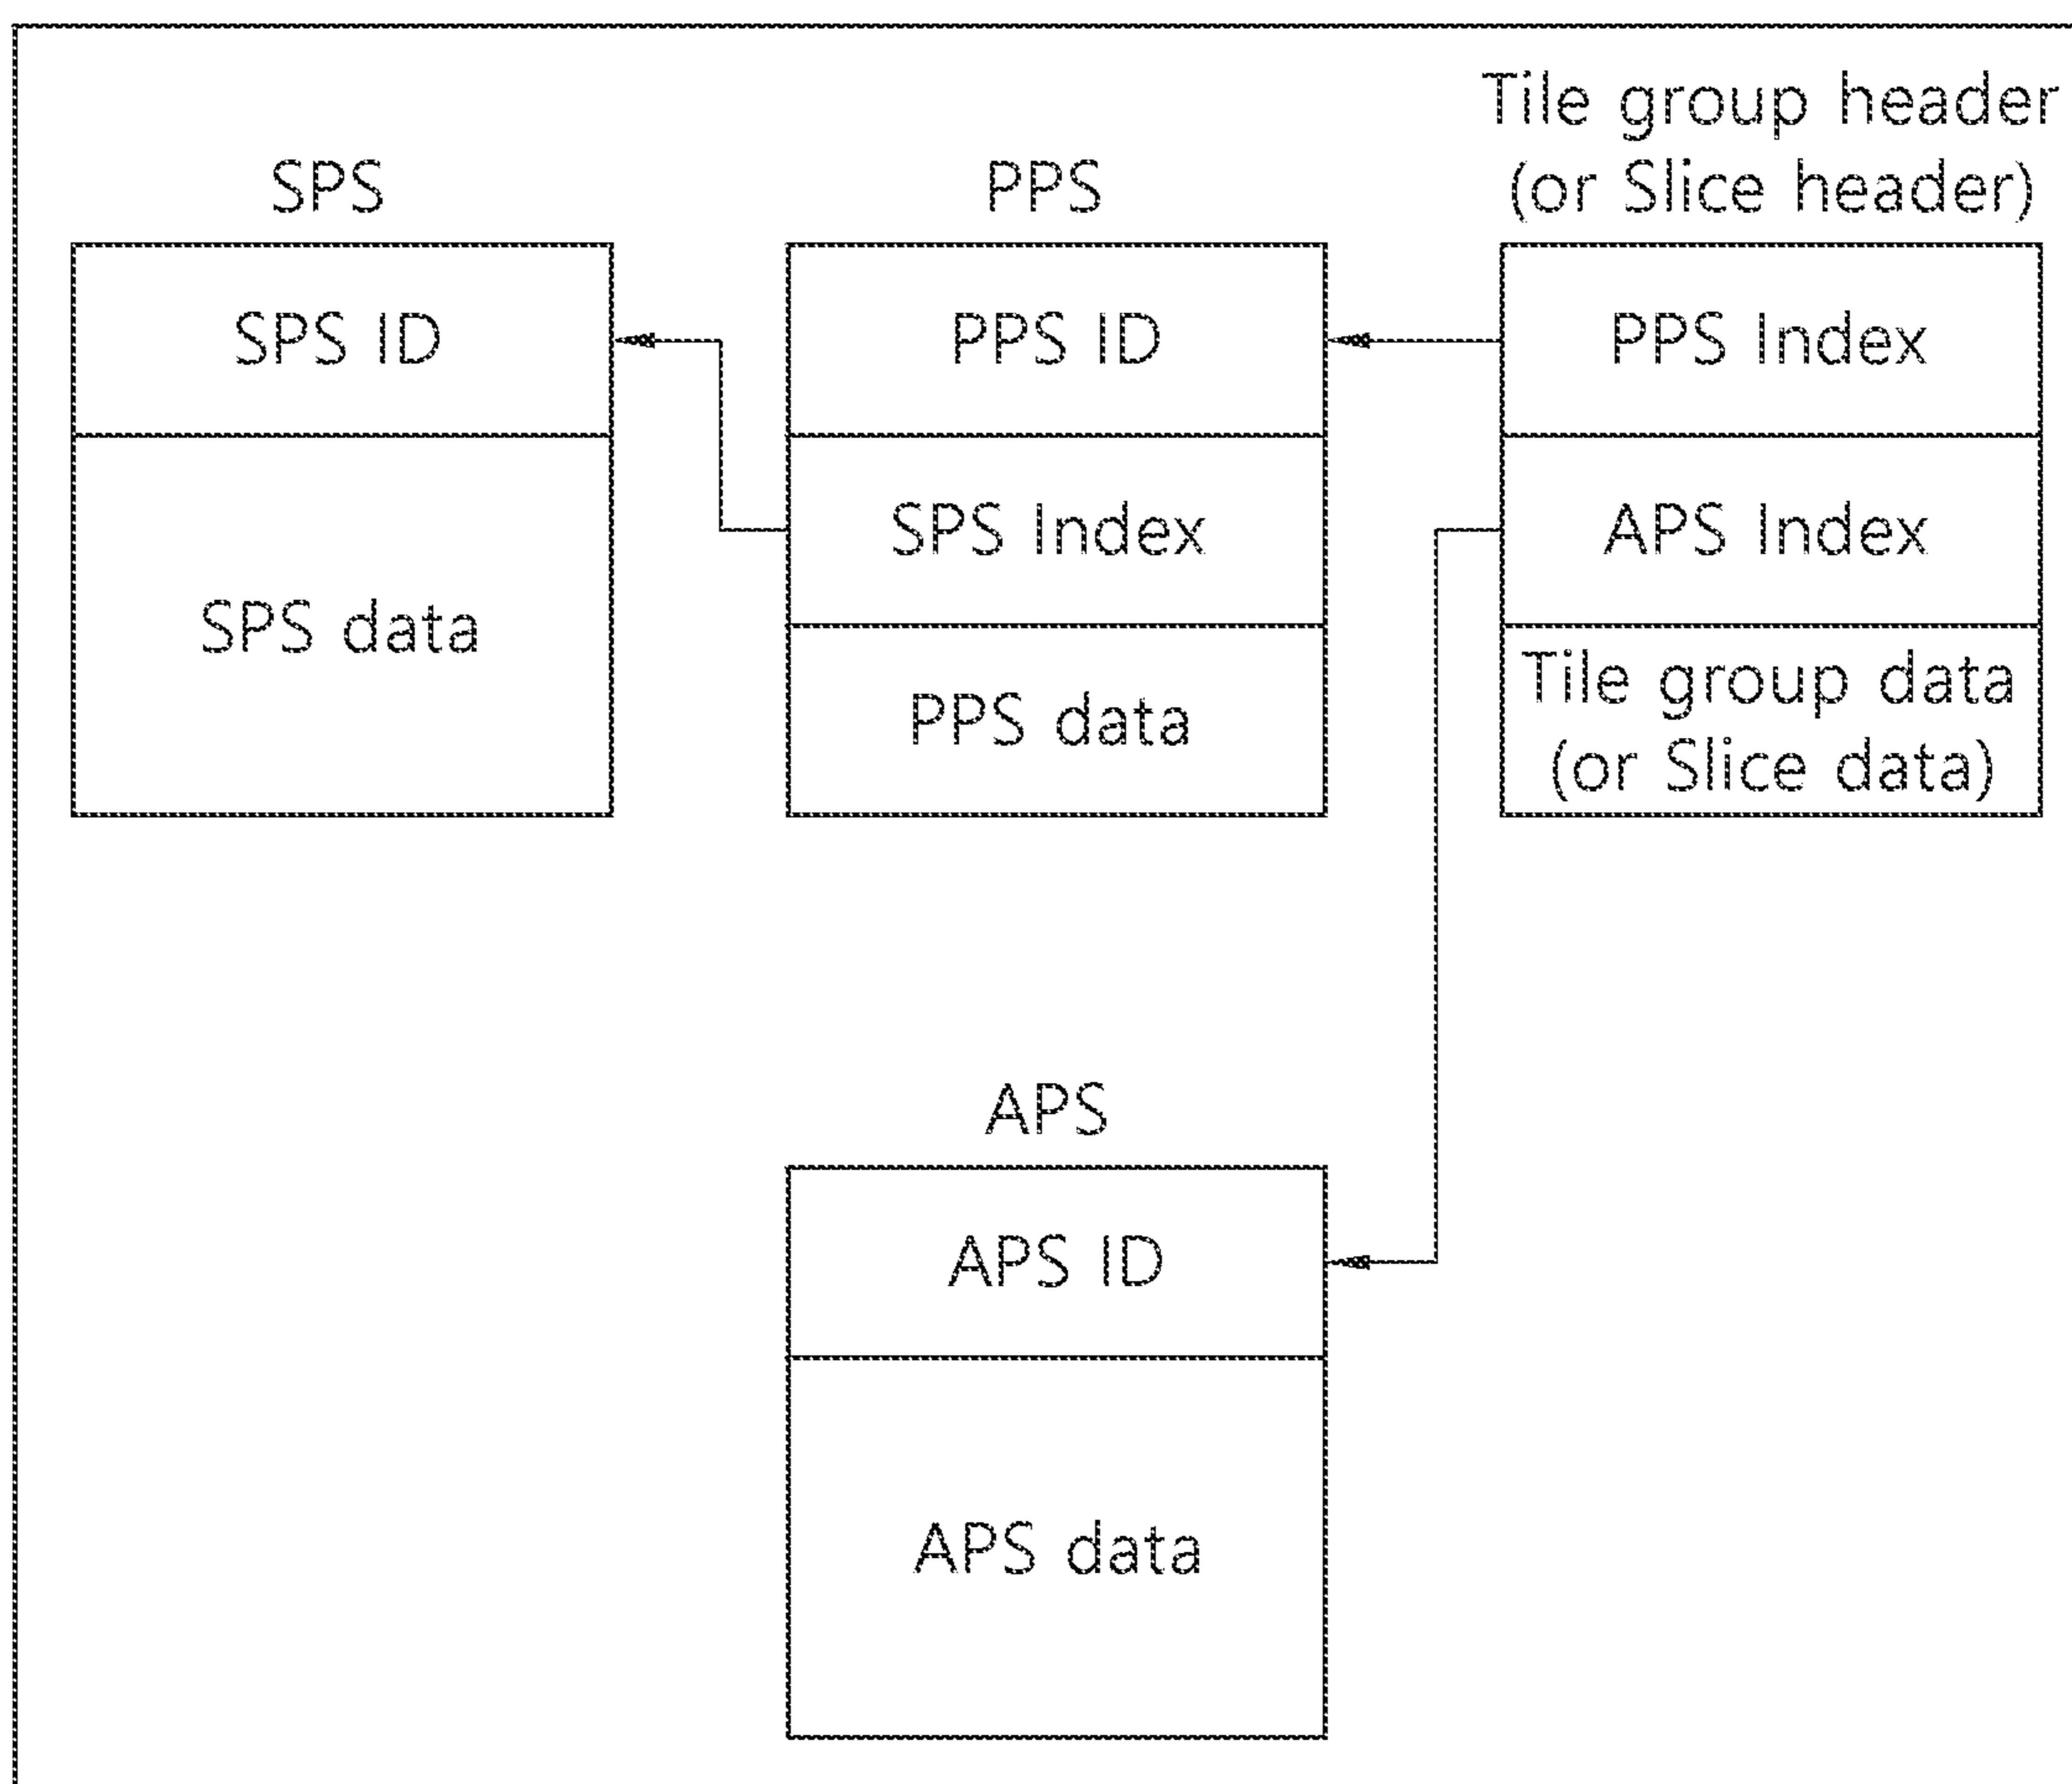 SPS
SPS ID
SPS data
PPS
PPS ID
SPS Index
PPS data
Tile group header
(or Slice header)
PPS Index
APS Index
Tile group data
(or Slice data)
APS
APS ID
APS data